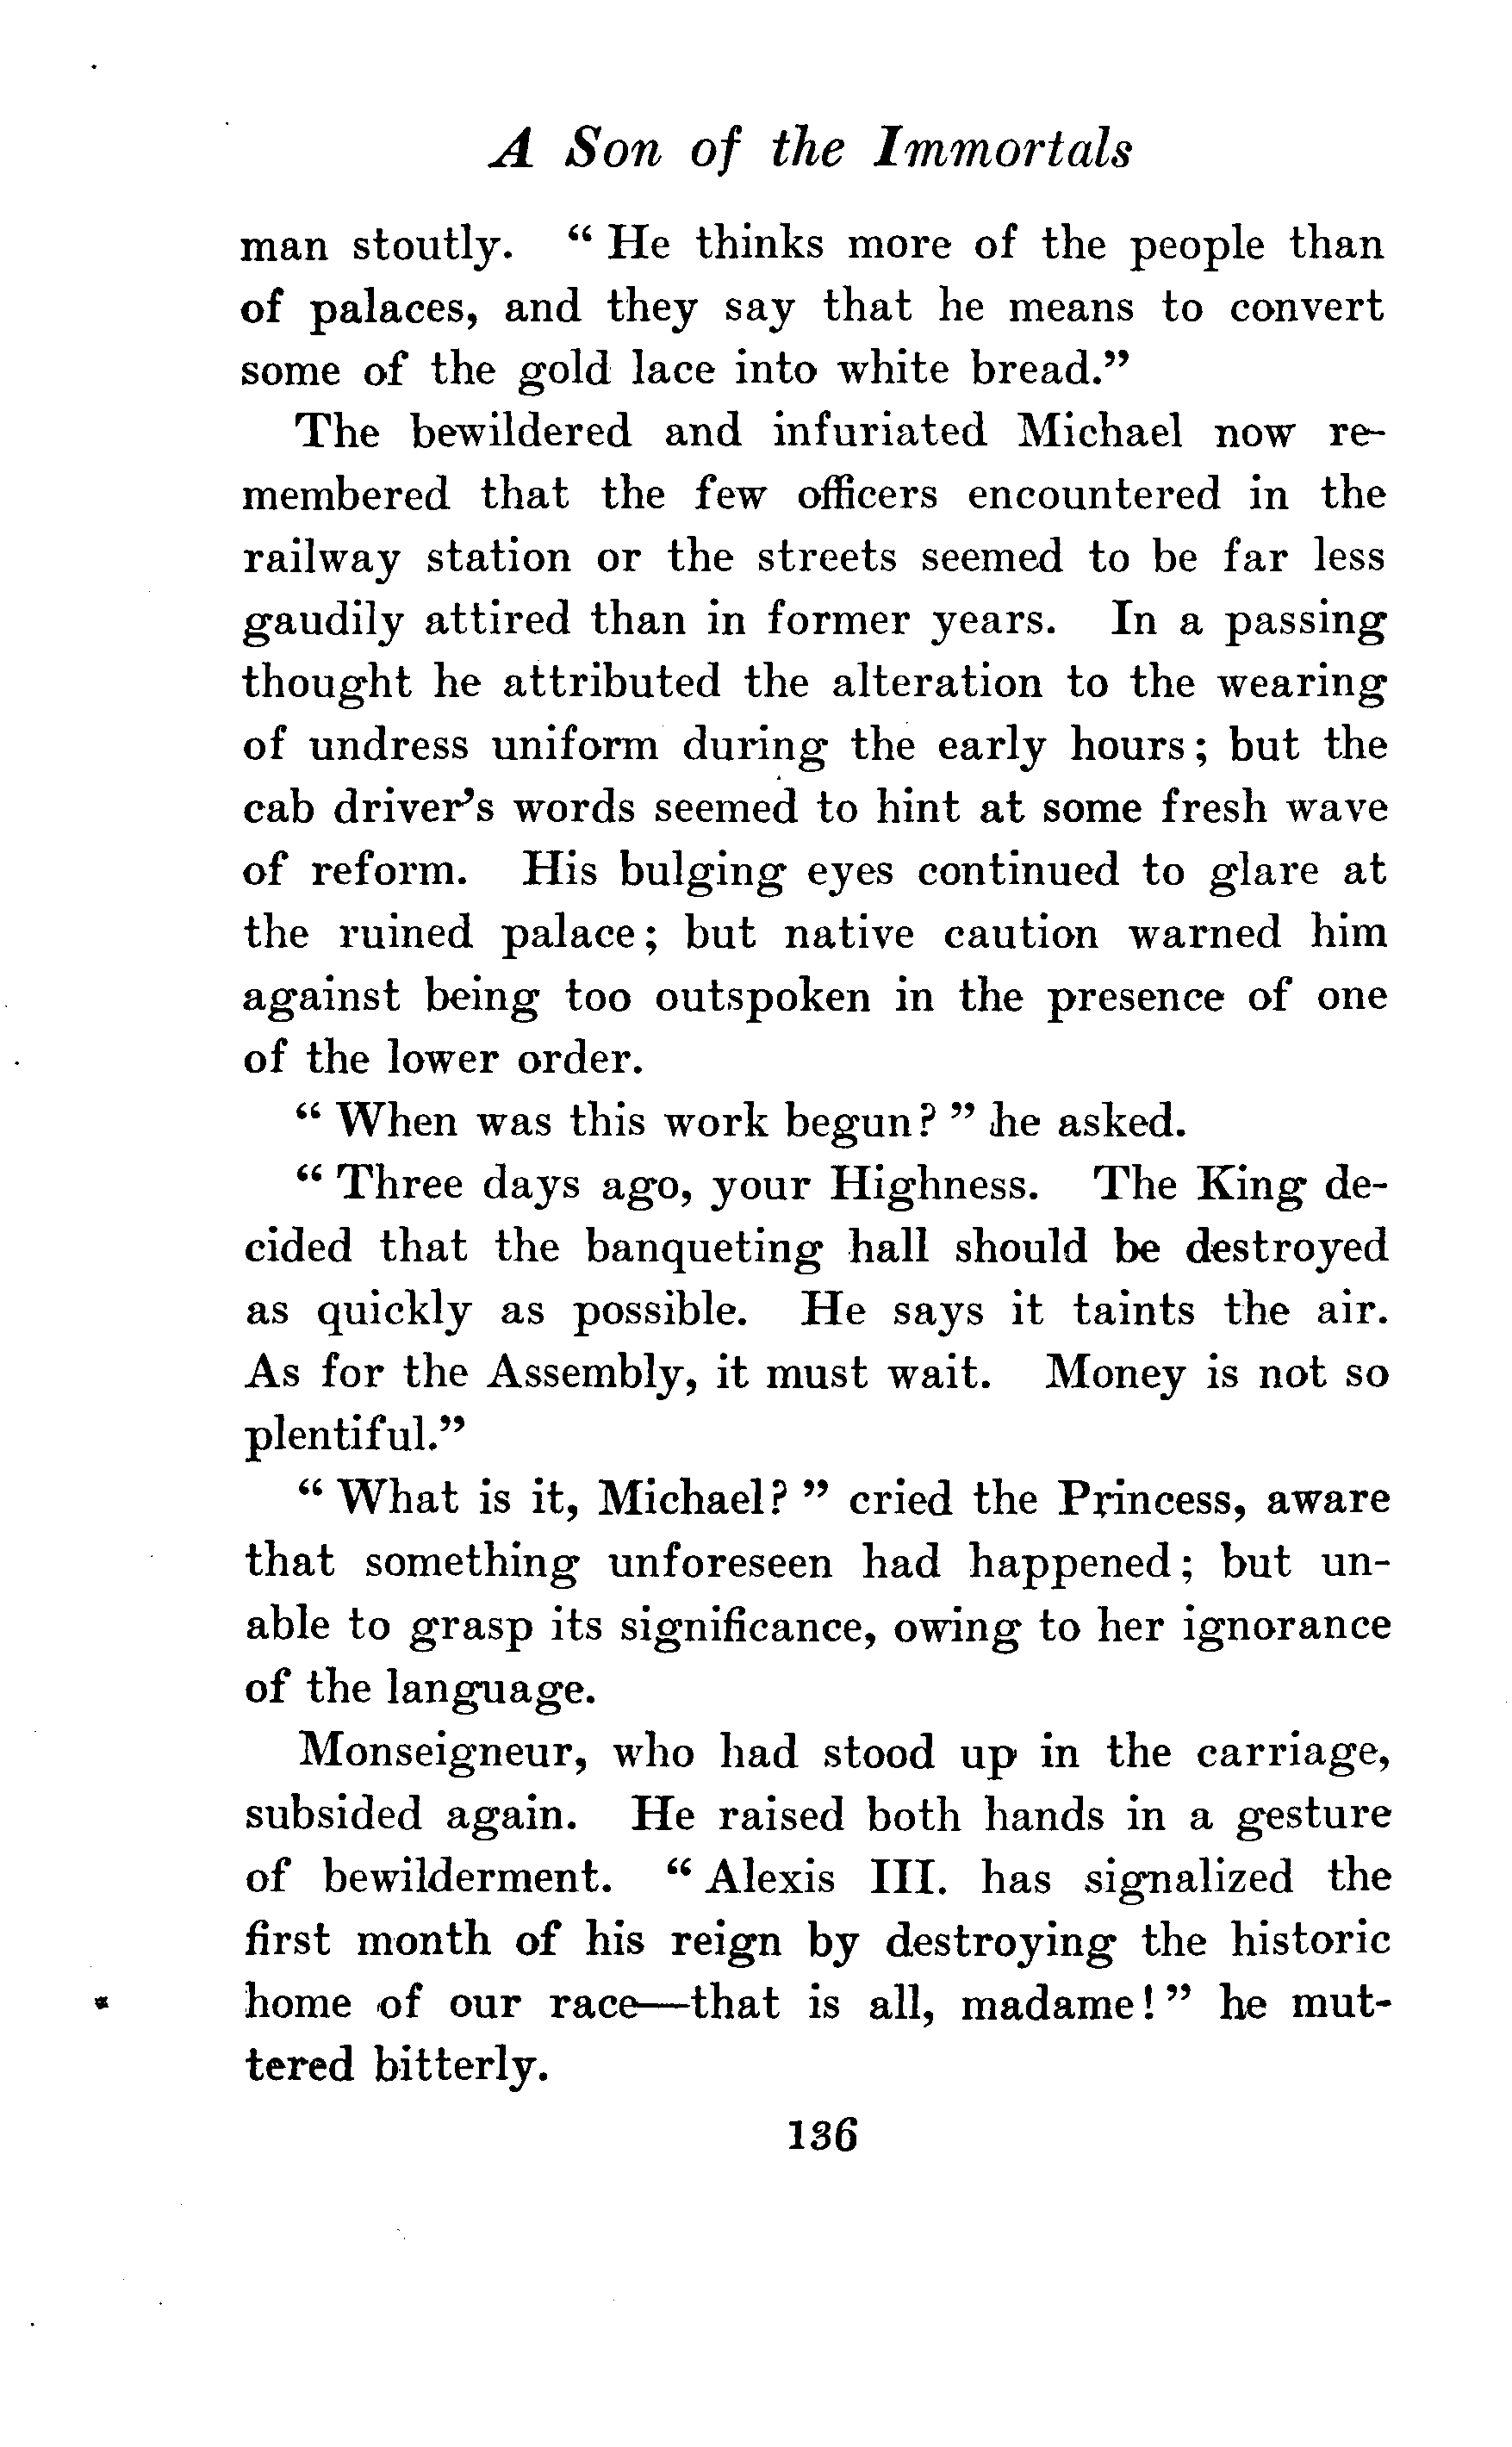 A Son of the Immortals
man stoutly. “ He thinks more of the people than
of palaces, and they say that he means to convert
some of the gold lace into white bread.”
The bewildered and infuriated Michael now re-
membered that the few officers encountered in the
railway station or the streets seemed to be far less
gaudily attired than in former years. In a passing
thought he attributed the alteration to the wearing
of undress uniform during the early hours; but the
cab driver’s words seemed to hint at some fresh wave
of reform. His bulging eyes continued to glare at
the ruined palace; but native caution warned him
against being too outspoken in the presence of one
of the lower order.
“ When was this work begun? ” he asked.
“ Three days ago, your Highness. The King de-
cided that the banqueting hall should be destroyed
as quickly as possible. He says it taints the air.
As for the Assembly, it must wait. Money is not so
plentiful.”
“ What is it, Michael? ” cried the Princess, aware
that something unforeseen had happened; but un-
able to grasp its significance, owing to her ignorance
of the language.
Monseigneur, who had stood up in the carriage,
subsided again. He raised both hands in a gesture
of bewilderment. “ Alexis III. has signalized the
first month of his reign by destroying the historic
home of our race—that is all, madame! ” he mut-
tered bitterly.
136